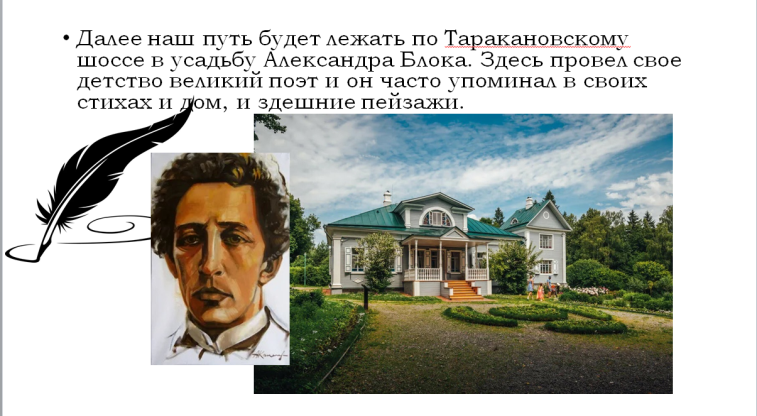 • Далее наш путь будет лежать по Таракановскому
шоссе в усадьбу Александра Блока. Здесь провел свое
детство великий поэт и он часто упоминал в своих
стихах и дом, и здешние пейзажи.